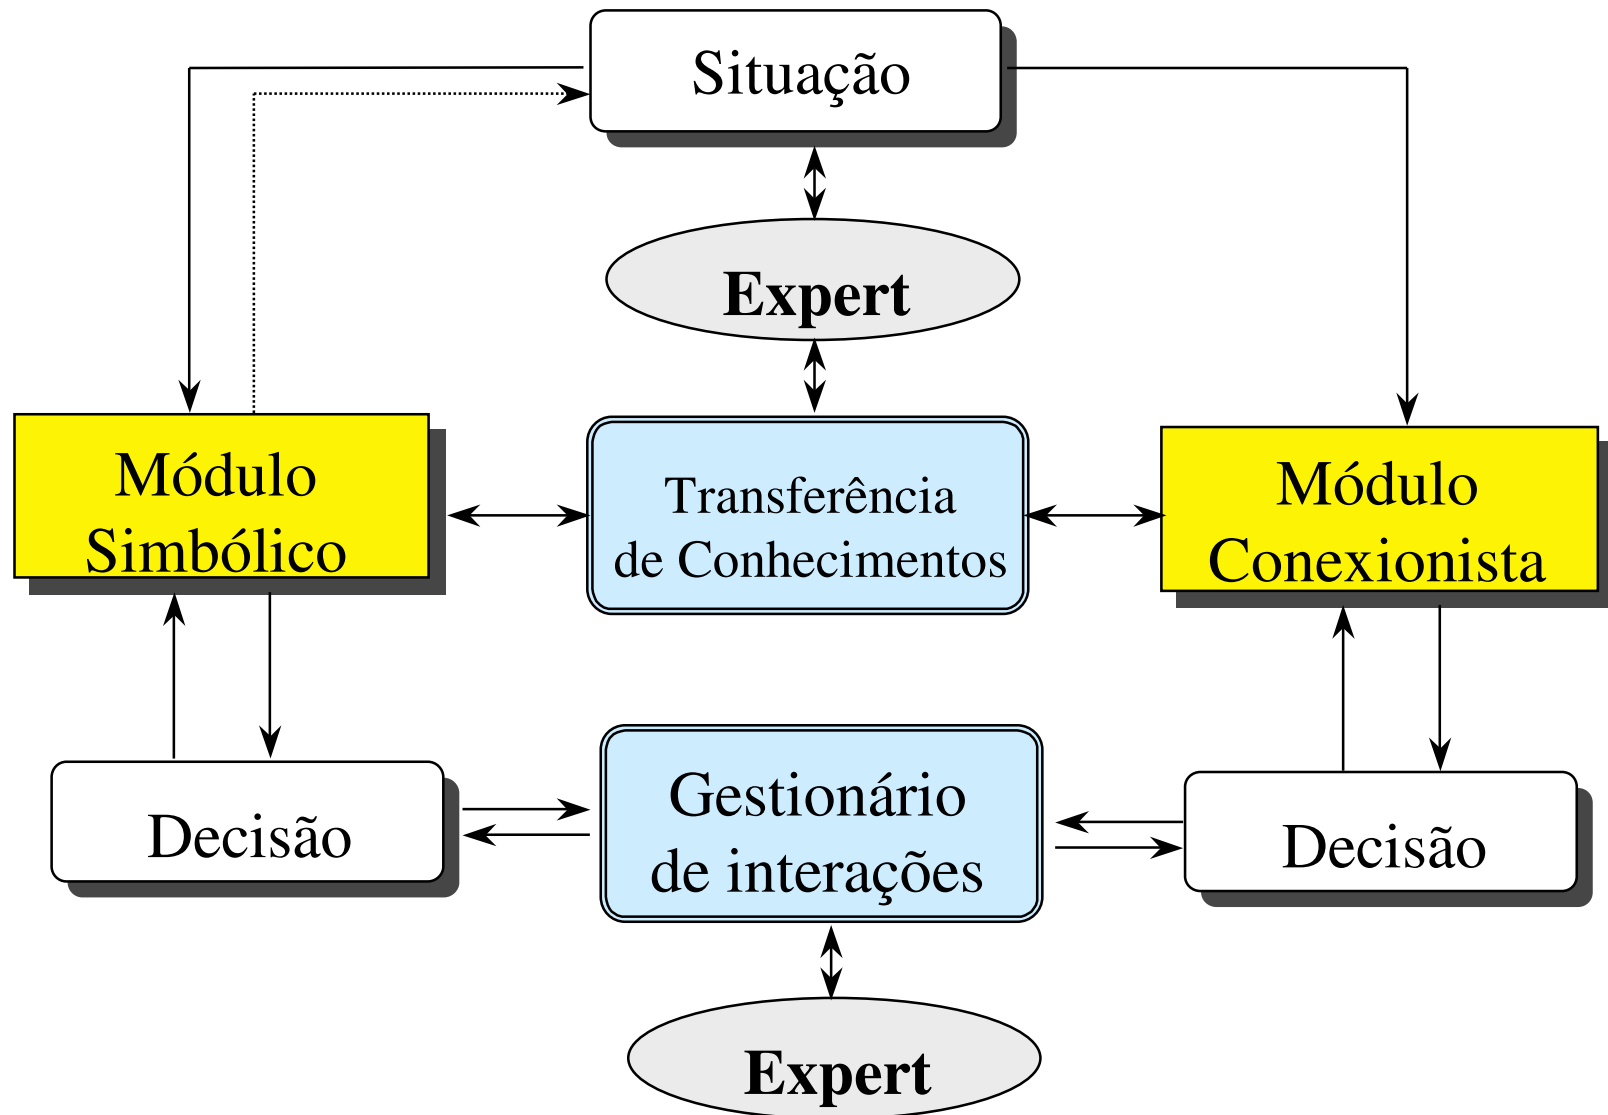 Situação
Expert
Módulo
Simbólico
Transferência
de Conhecimentos
Módulo
Conexionista
Decisão
Gestionário
de interações
Decisão
Expert